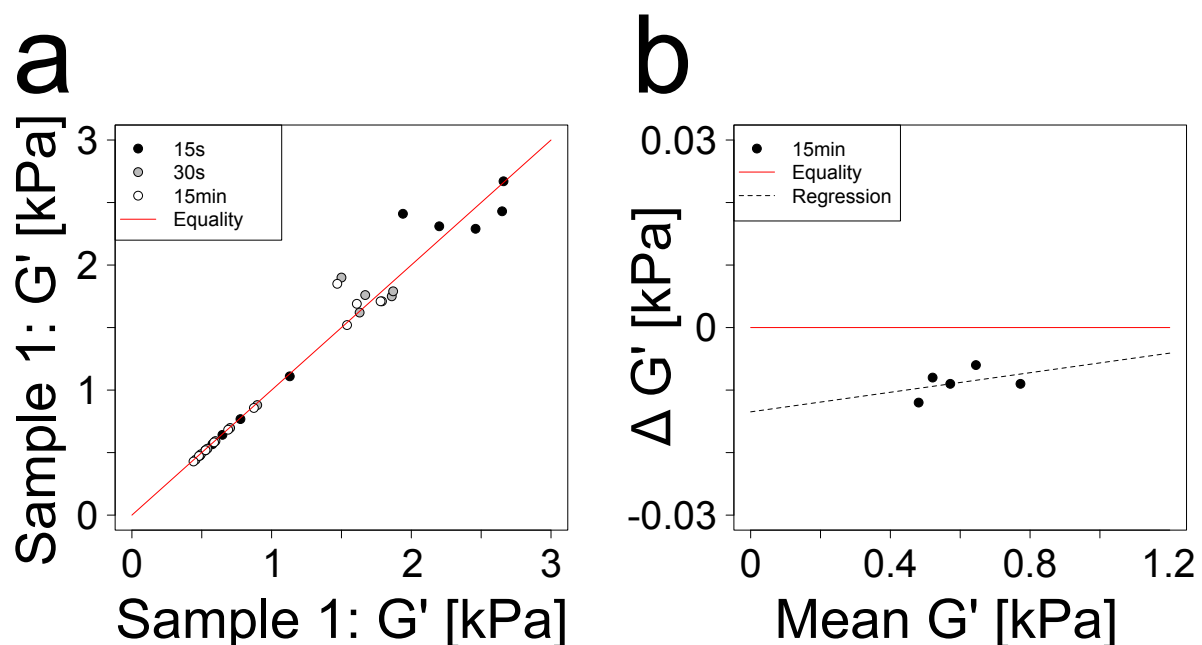 a
Sample 1: G' [kPa]
3
2
1
0
15s
30s
15min
Equality
0
1
2
3
Sample 1: G' [kPa]
b
Δ G' [kPa]
0.03
0
-0.03
15min
Equality
Regression
0
0.4
0.8
1.2
Mean G' [kPa]